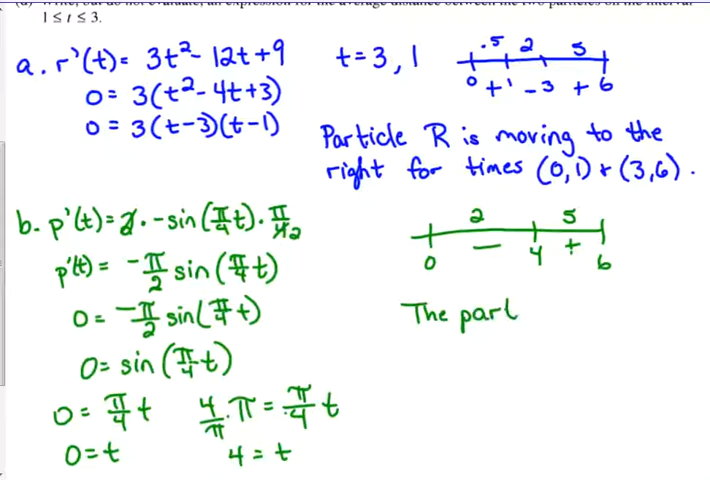 1 ≤ t ≤ 3.
a. r'(t) = 3t² - 12t + 9
t = 3, 1
.5 2 5
0 + 1 - 3 + 6
0 = 3(t² - 4t + 3)
0 = 3(t-3)(t-1)
Particle R is moving to the
right for times (0,1) + (3,6).
b. p'(t) = 2 · -sin(π/4 t) · π/42
p'(t) = -π/2 sin(π/4 t)
0 = -π/2 sin(π/4 t)
0 = sin(π/4 t)
0 = π/4 t
4/π · π = π/4 t
0 = t
4 = t
2 5
0 - 4 + 6
The part